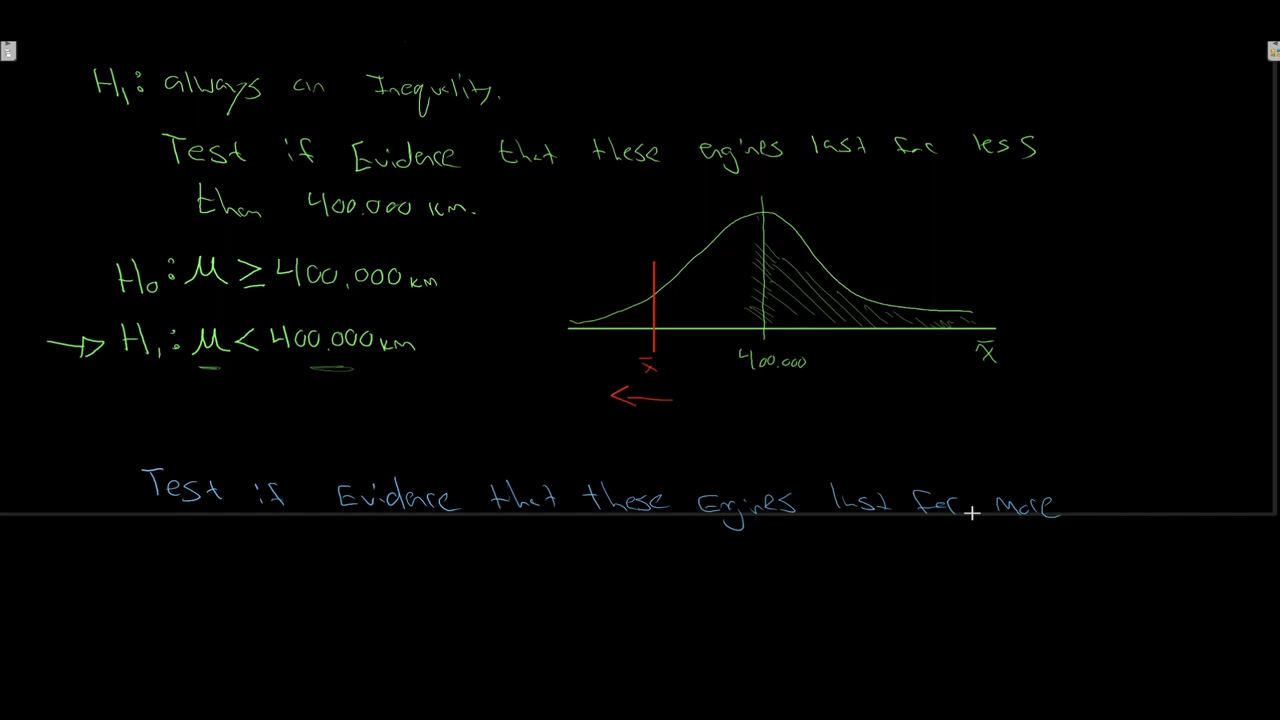 H₁: always an Inequality.
Test if Evidence that these engines last for less
than 400.000 km.
H₀: μ ≥ 400,000 km
→ H₁: μ < 400.000 km
x̄
400.000
x̄
Test if Evidence that these Engines last for more